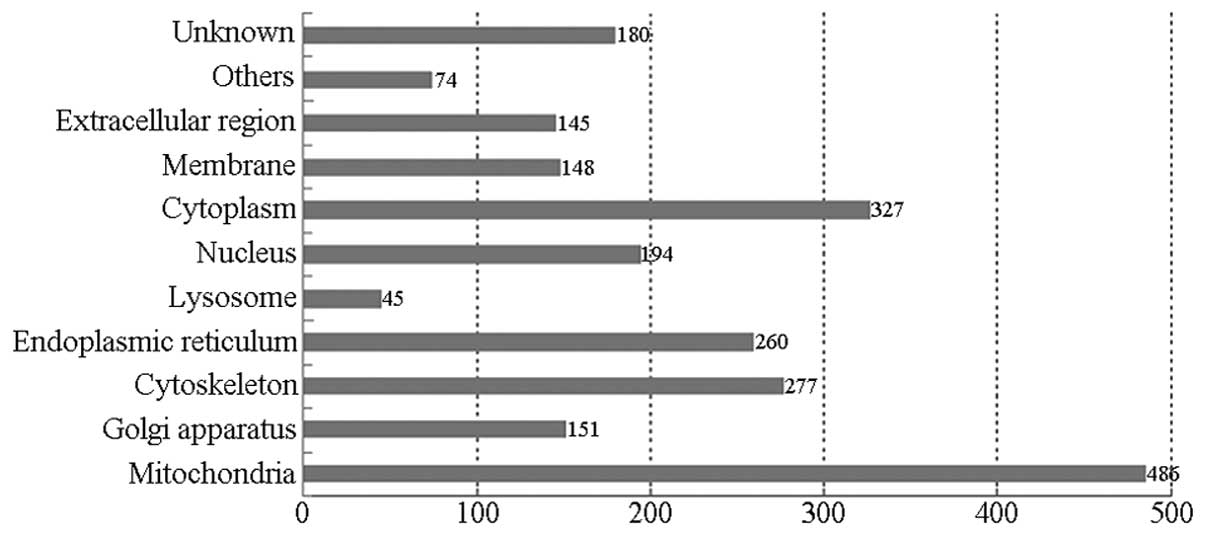 Unknown 180
Others 74
Extracellular region 145
Membrane 148
Cytoplasm 327
Nucleus 194
Lysosome 45
Endoplasmic reticulum 260
Cytoskeleton 277
Golgi apparatus 151
Mitochondria 486
0 100 200 300 400 500